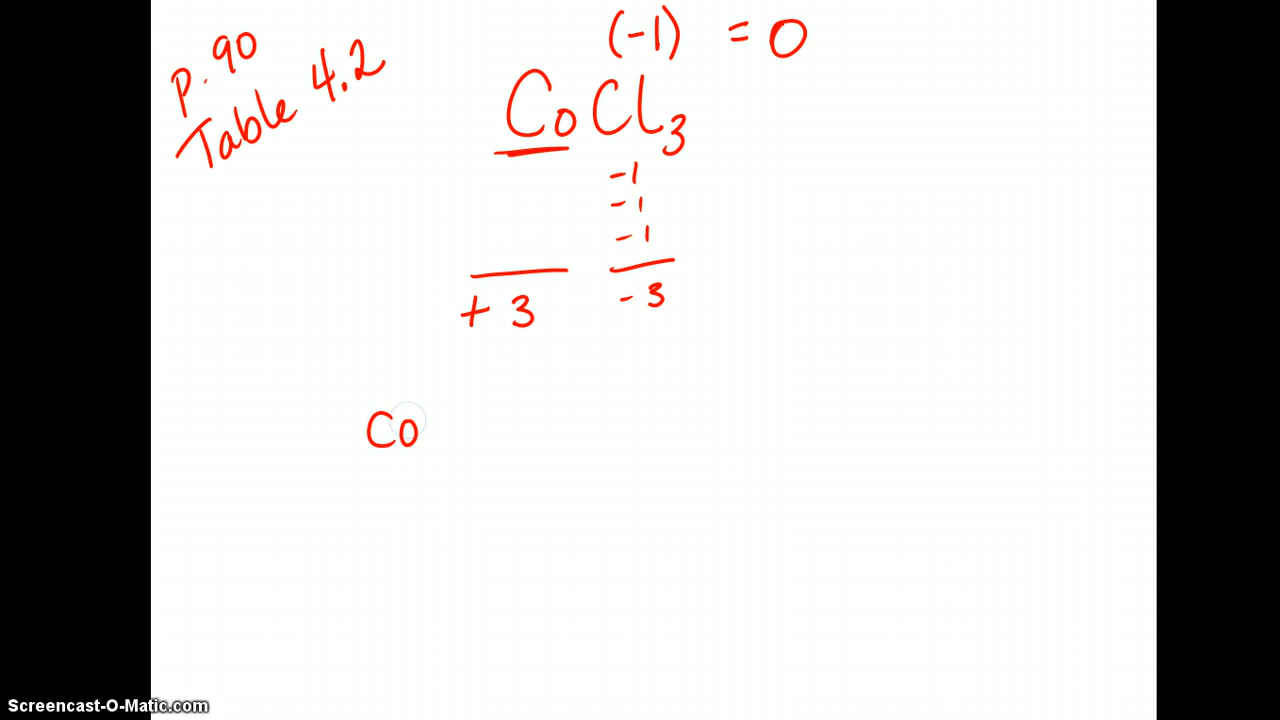 p. 90
Table 4.2
(-1) = 0
CoCl₃
-1
-1
-1
+ 3 - 3
Co
Screencast-O-Matic.com